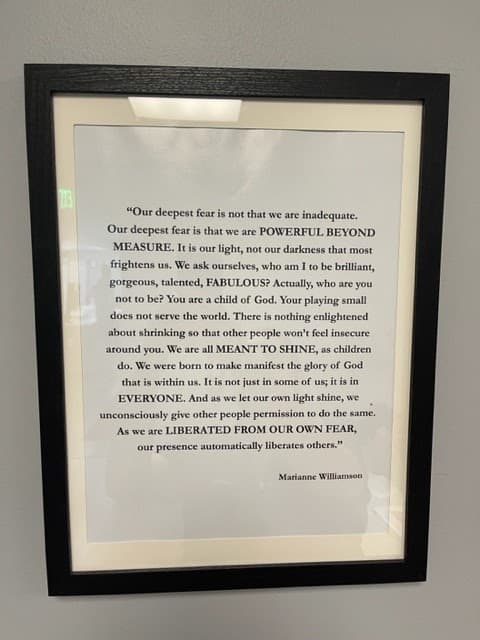 “Our deepest fear is not that we are inadequate.
Our deepest fear is that we are POWERFUL BEYOND
MEASURE. It is our light, not our darkness that most
frightens us. We ask ourselves, who am I to be brilliant,
gorgeous, talented, FABULOUS? Actually, who are you
not to be? You are a child of God. Your playing small
does not serve the world. There is nothing enlightened
about shrinking so that other people won’t feel insecure
around you. We are all MEANT TO SHINE, as children
do. We were born to make manifest the glory of God
that is within us. It is not just in some of us; it is in
EVERYONE. And as we let our own light shine, we
unconsciously give other people permission to do the same.
As we are LIBERATED FROM OUR OWN FEAR,
our presence automatically liberates others.”
Marianne Williamson